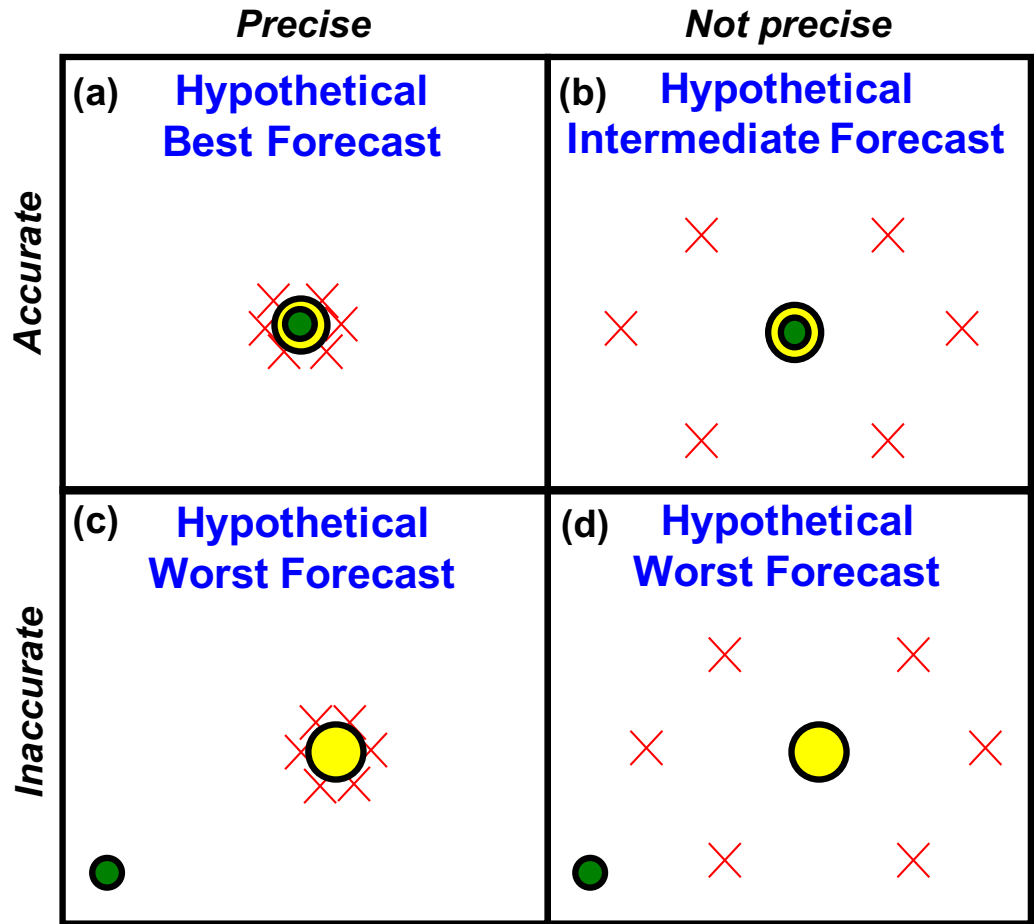 Precise
Not precise
Accurate
(a)
Hypothetical
Best Forecast
(b)
Hypothetical
Intermediate Forecast
Inaccurate
(c)
Hypothetical
Worst Forecast
(d)
Hypothetical
Worst Forecast